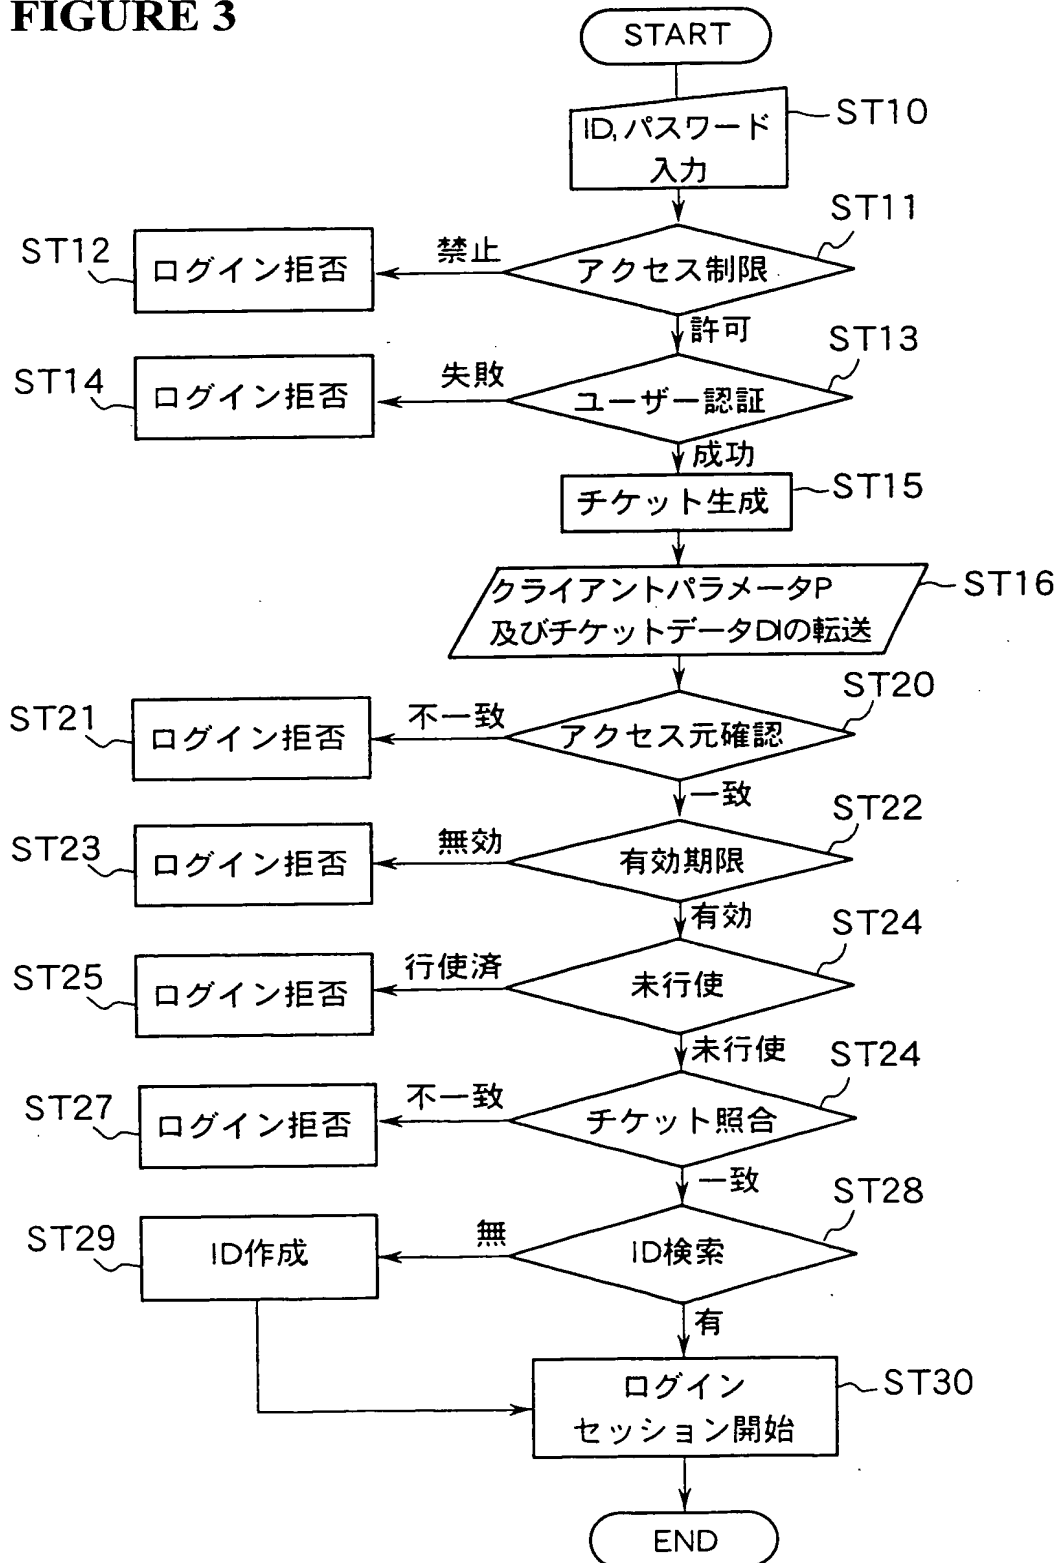 FIGURE 3
START
ID,パスワード
入力
ST10
ST11
ST12
ログイン拒否
禁止
アクセス制限
許可
ST13
ST14
ログイン拒否
失敗
ユーザー認証
成功
チケット生成
ST15
クライアントパラメータP
及びチケットデータDIの転送
ST16
ST20
ST21
ログイン拒否
不一致
アクセス元確認
一致
ST22
ST23
ログイン拒否
無効
有効期限
有効
ST24
ST25
ログイン拒否
行使済
未行使
未行使
ST24
ST27
ログイン拒否
不一致
チケット照合
一致
ST28
ST29
ID作成
無
ID検索
有
ログイン
セッション開始
ST30
END